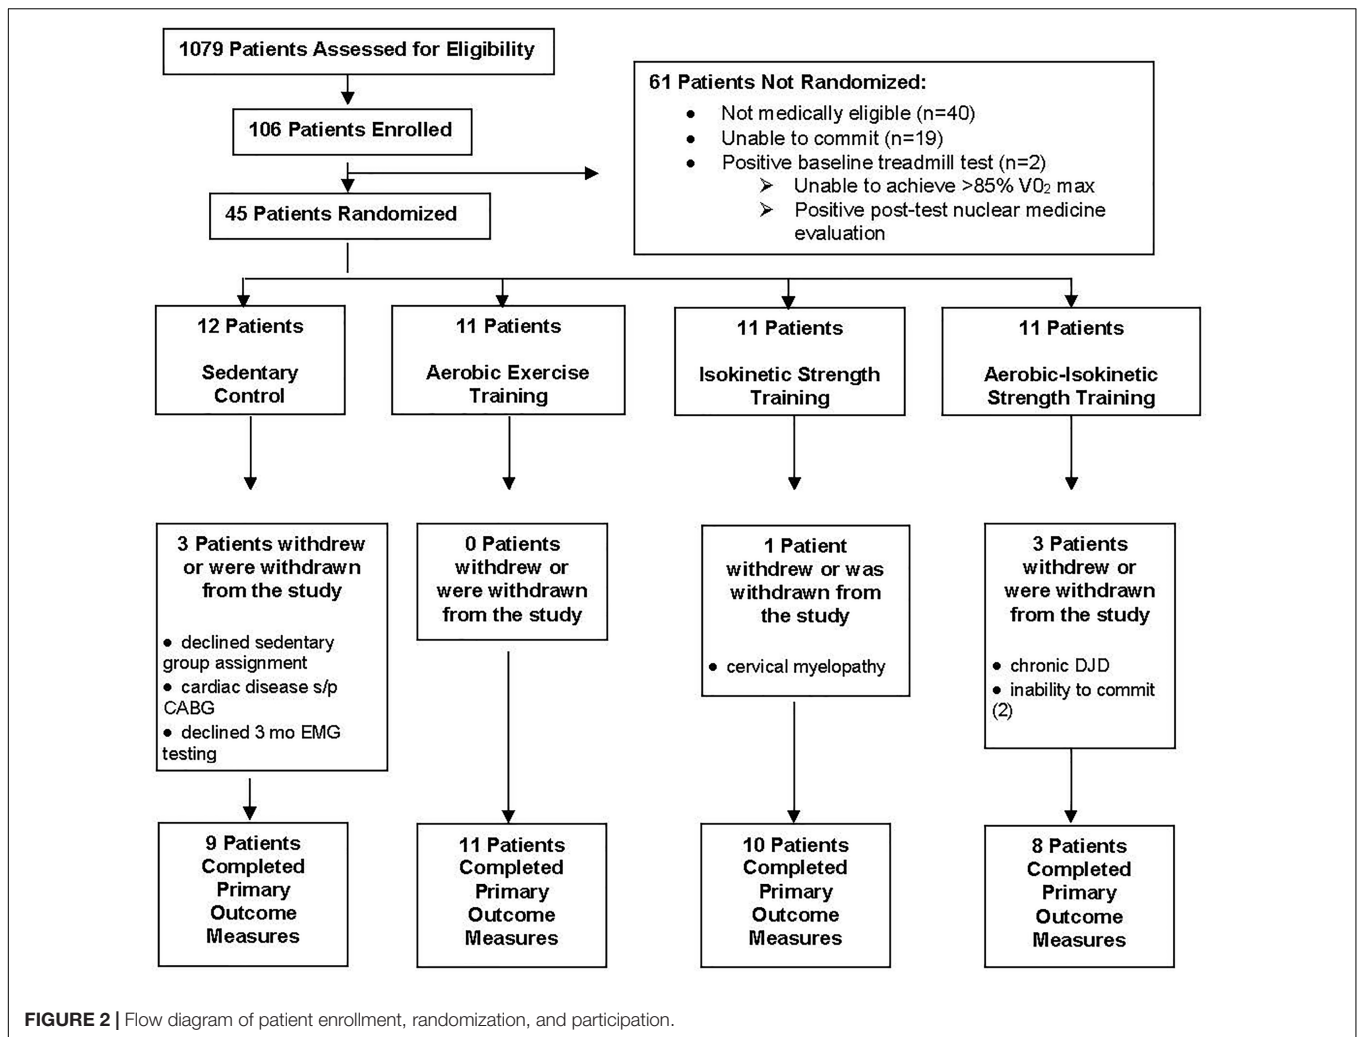 1079 Patients Assessed for Eligibility
106 Patients Enrolled
45 Patients Randomized
61 Patients Not Randomized:
● Not medically eligible (n=40)
● Unable to commit (n=19)
● Positive baseline treadmill test (n=2)
➢ Unable to achieve >85% V0₂ max
➢ Positive post-test nuclear medicine
evaluation
12 Patients
Sedentary
Control
11 Patients
Aerobic Exercise
Training
11 Patients
Isokinetic Strength
Training
11 Patients
Aerobic-Isokinetic
Strength Training
3 Patients withdrew
or were withdrawn
from the study
● declined sedentary
group assignment
● cardiac disease s/p
CABG
● declined 3 mo EMG
testing
0 Patients
withdrew or
were withdrawn
from the study
1 Patient
withdrew or was
withdrawn from
the study
● cervical myelopathy
3 Patients
withdrew or
were withdrawn
from the study
● chronic DJD
● inability to commit
(2)
9 Patients
Completed
Primary
Outcome
Measures
11 Patients
Completed
Primary
Outcome
Measures
10 Patients
Completed
Primary
Outcome
Measures
8 Patients
Completed
Primary
Outcome
Measures
FIGURE 2 | Flow diagram of patient enrollment, randomization, and participation.